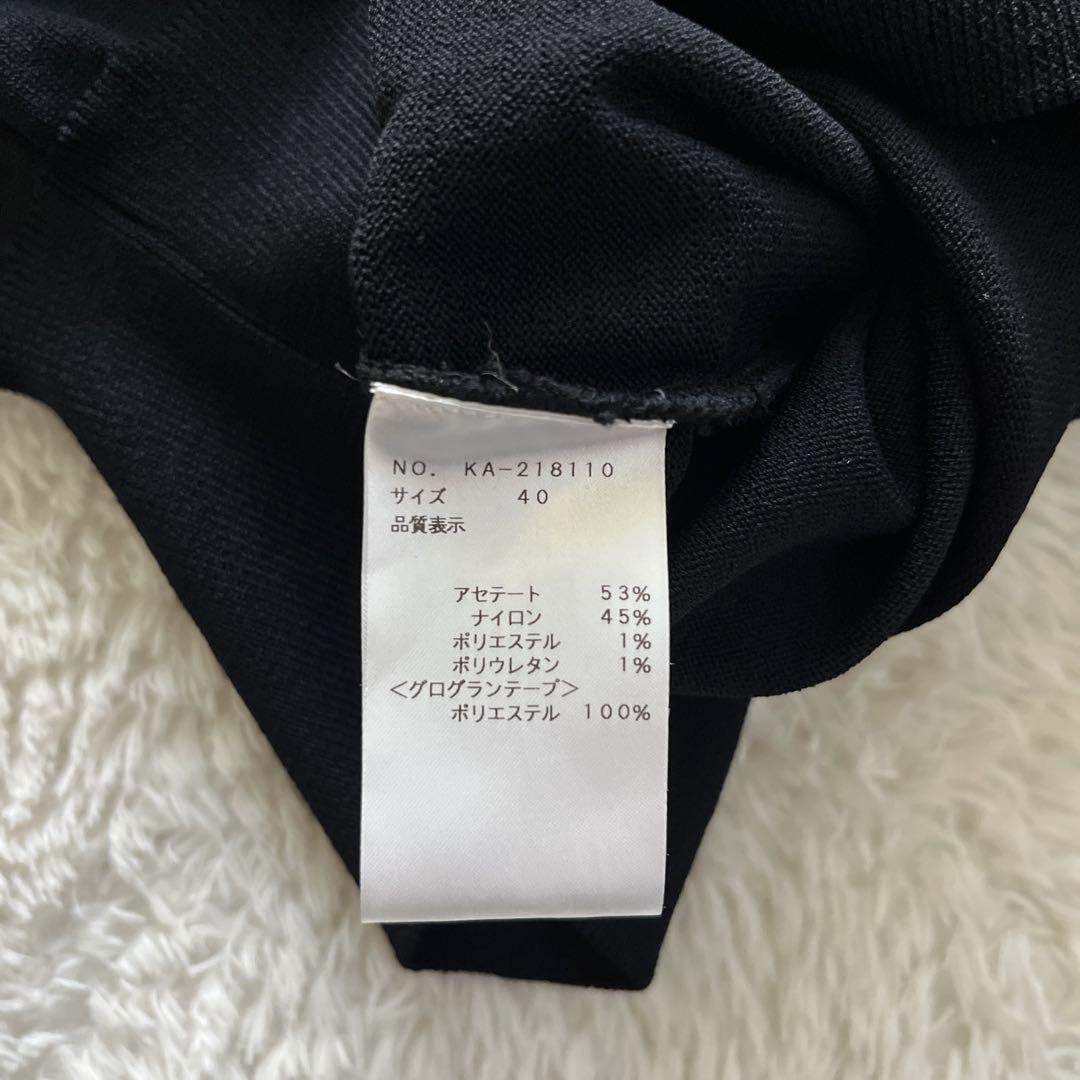 NO. KA-218110
サイズ 40
品質表示
アセテート 53%
ナイロン 45%
ポリエステル 1%
ポリウレタン 1%
<グログランテープ>
ポリエステル 100%